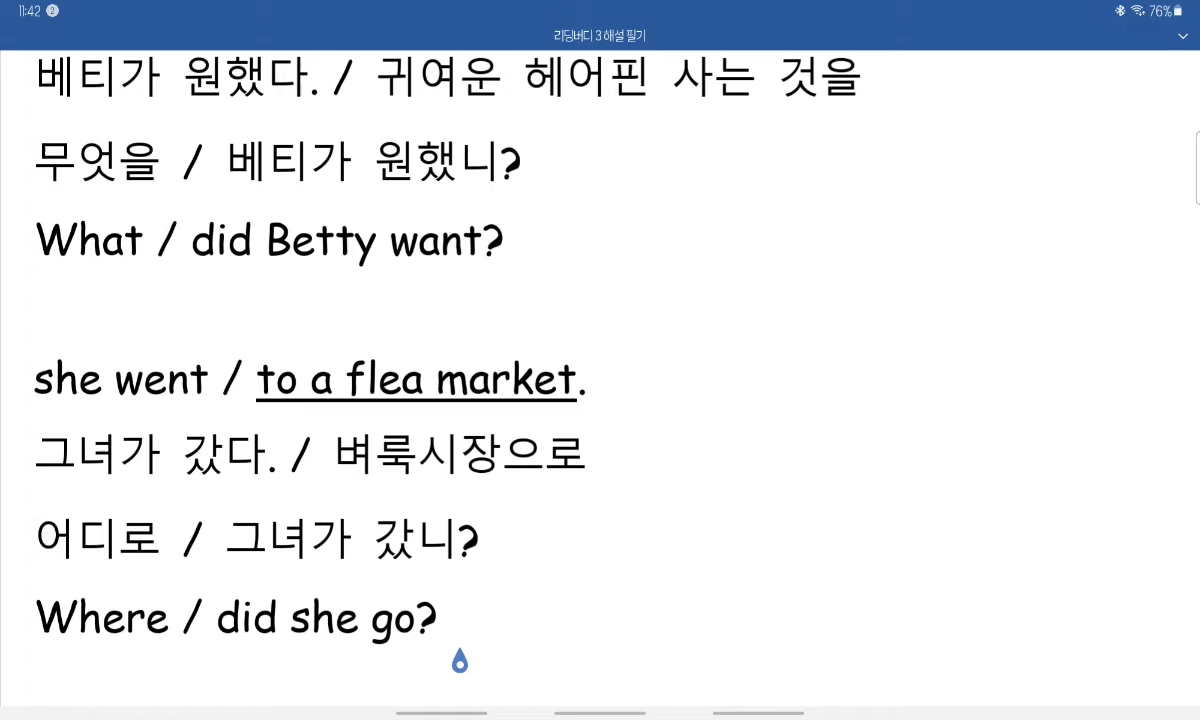 11:42 2 76%
리딩버디 3 해설 필기
베티가 원했다. / 귀여운 헤어핀 사는 것을
무엇을 / 베티가 원했니?
What / did Betty want?
she went / to a flea market.
그녀가 갔다. / 벼룩시장으로
어디로 / 그녀가 갔니?
Where / did she go?